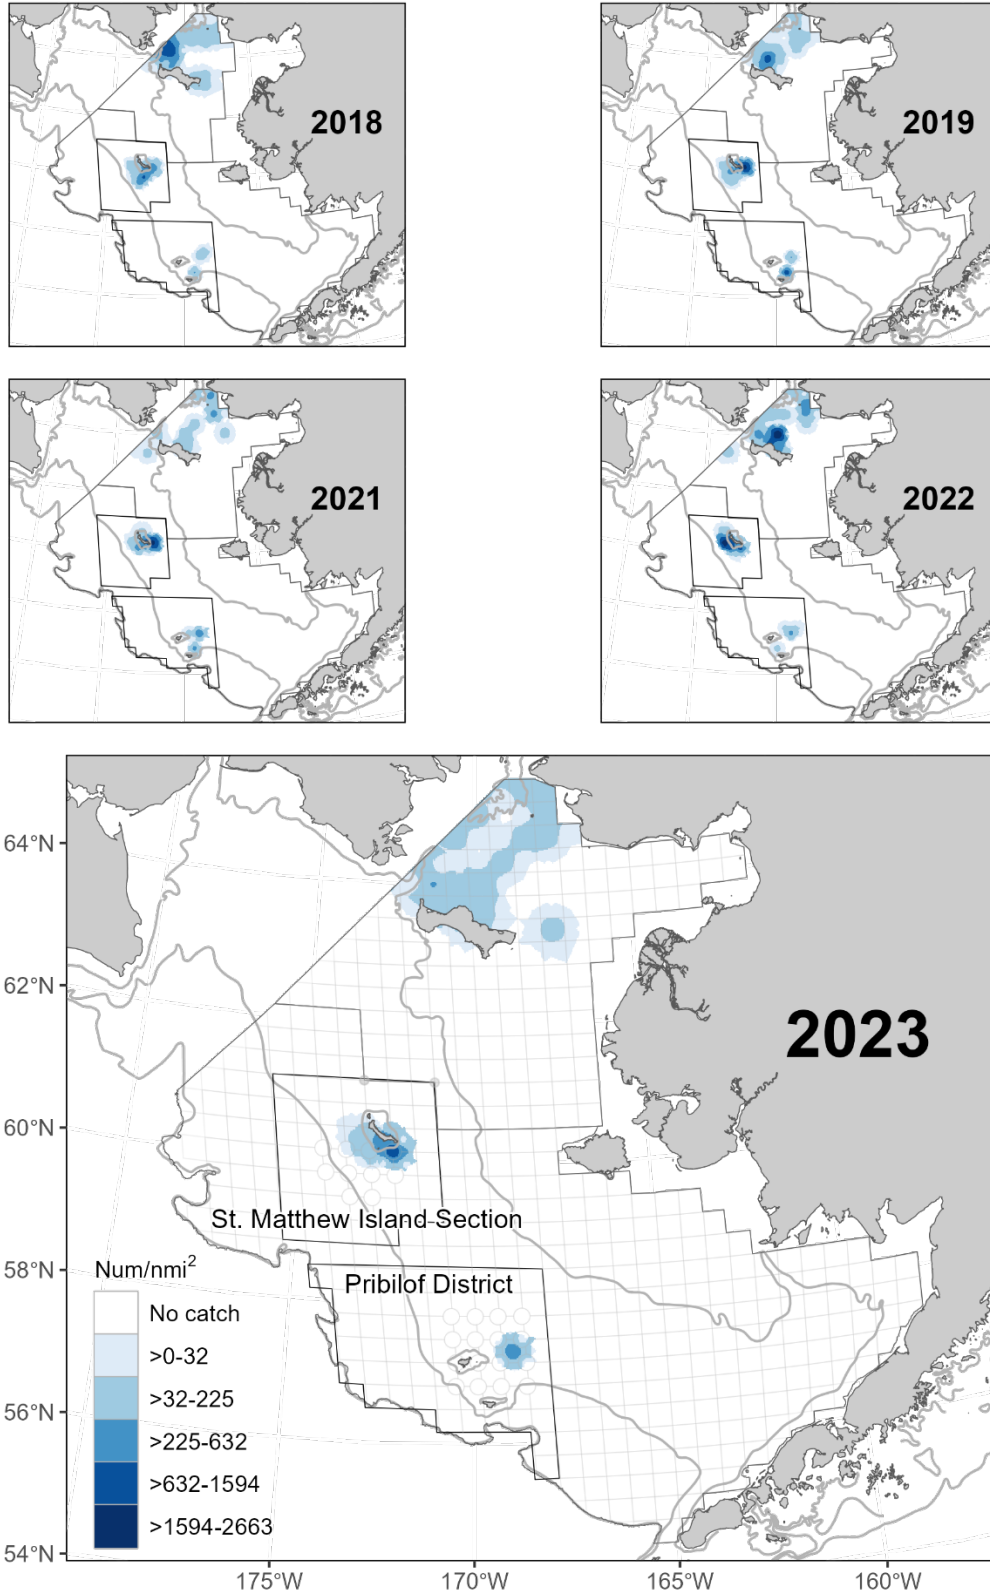 2018
2019
2021
2022
2023
64°N
62°N
60°N
58°N
56°N
54°N
St. Matthew Island Section
Pribilof District
Num/nmi²
No catch
>0-32
>32-225
>225-632
>632-1594
>1594-2663
175°W
170°W
165°W
160°W